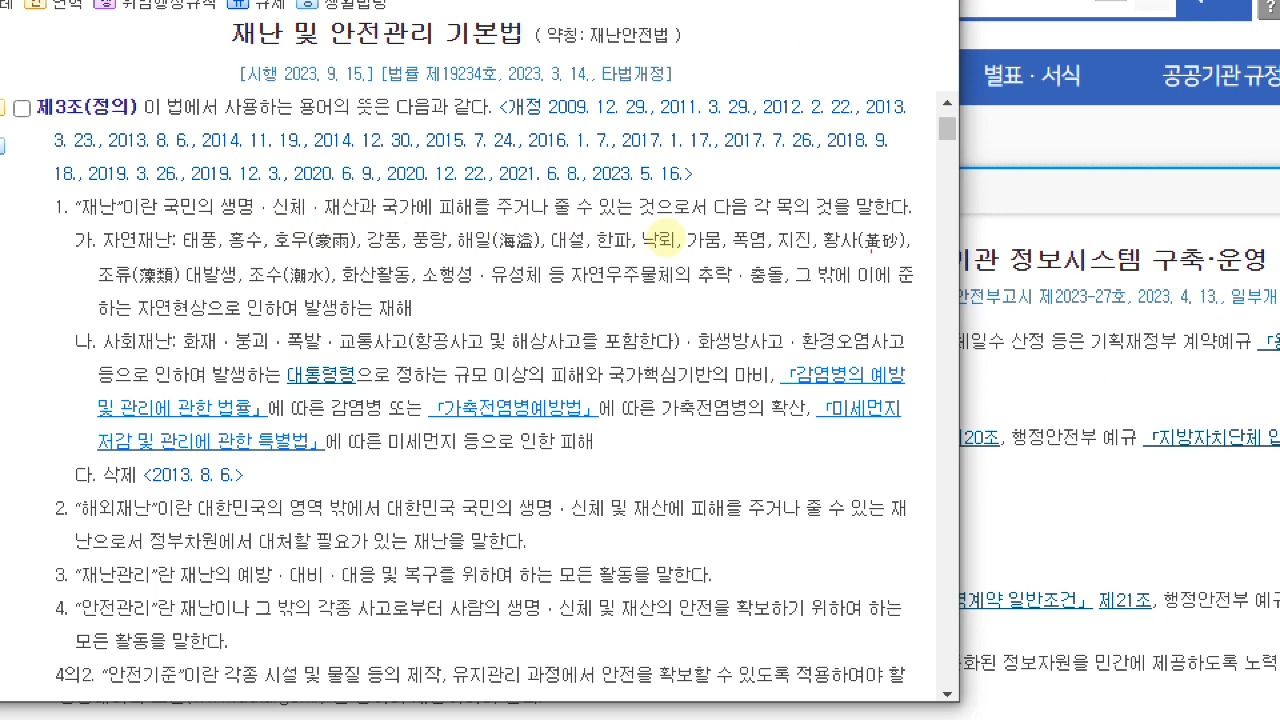 재난 및 안전관리 기본법 ( 약칭: 재난안전법 )
[시행 2023. 9. 15.] [법률 제19234호, 2023. 3. 14., 타법개정]
제3조(정의) 이 법에서 사용하는 용어의 뜻은 다음과 같다. <개정 2009. 12. 29., 2011. 3. 29., 2012. 2. 22., 2013.
3. 23., 2013. 8. 6., 2014. 11. 19., 2014. 12. 30., 2015. 7. 24., 2016. 1. 7., 2017. 1. 17., 2017. 7. 26., 2018. 9.
18., 2019. 3. 26., 2019. 12. 3., 2020. 6. 9., 2020. 12. 22., 2021. 6. 8., 2023. 5. 16.>
1. “재난”이란 국민의 생명ㆍ신체ㆍ재산과 국가에 피해를 주거나 줄 수 있는 것으로서 다음 각 목의 것을 말한다.
가. 자연재난: 태풍, 홍수, 호우(豪雨), 강풍, 풍랑, 해일(海溢), 대설, 한파, 낙뢰, 가뭄, 폭염, 지진, 황사(黃砂),
조류(藻類) 대발생, 조수(潮水), 화산활동, 소행성ㆍ유성체 등 자연우주물체의 추락ㆍ충돌, 그 밖에 이에 준
하는 자연현상으로 인하여 발생하는 재해
나. 사회재난: 화재ㆍ붕괴ㆍ폭발ㆍ교통사고(항공사고 및 해상사고를 포함한다)ㆍ화생방사고ㆍ환경오염사고
등으로 인하여 발생하는 대통령령으로 정하는 규모 이상의 피해와 국가핵심기반의 마비, 「감염병의 예방
및 관리에 관한 법률」에 따른 감염병 또는 「가축전염병예방법」에 따른 가축전염병의 확산, 「미세먼지
저감 및 관리에 관한 특별법」에 따른 미세먼지 등으로 인한 피해
다. 삭제 <2013. 8. 6.>
2. “해외재난”이란 대한민국의 영역 밖에서 대한민국 국민의 생명ㆍ신체 및 재산에 피해를 주거나 줄 수 있는 재
난으로서 정부차원에서 대처할 필요가 있는 재난을 말한다.
3. “재난관리”란 재난의 예방ㆍ대비ㆍ대응 및 복구를 위하여 하는 모든 활동을 말한다.
4. “안전관리”란 재난이나 그 밖의 각종 사고로부터 사람의 생명ㆍ신체 및 재산의 안전을 확보하기 위하여 하는
모든 활동을 말한다.
4의2. “안전기준”이란 각종 시설 및 물질 등의 제작, 유지관리 과정에서 안전을 확보할 수 있도록 적용하여야 할
별표ㆍ서식 공공기관 규정
기관 정보시스템 구축·운영
안전부고시 제2023-27호, 2023. 4. 13., 일부개
일수 산정 등은 기획재정부 계약예규
20조, 행정안전부 예규 「지방자치단체
계약 일반조건」 제21조, 행정안전부 예규
화된 정보자원을 민간에 제공하도록 노력